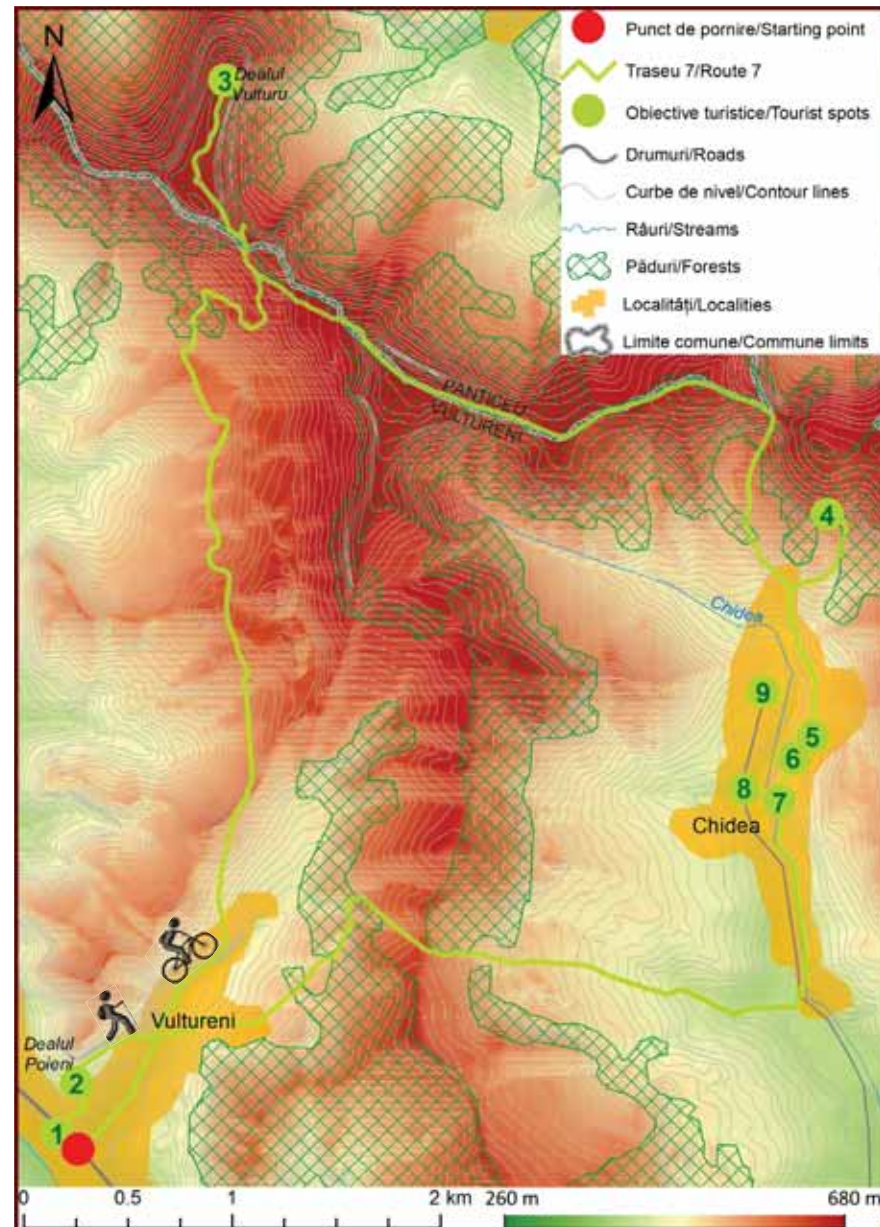 N
Punct de pornire/Starting point
Traseu 7/Route 7
Obiective turistice/Tourist spots
Drumuri/Roads
Curbe de nivel/Contour lines
Râuri/Streams
Păduri/Forests
Localități/Localities
Limite comune/Commune limits
3
Dealul
Vulturu
PANTICEU
VULTURENI
4
Chidea
9
5
6
8
7
Chidea
Vultureni
Dealul
Poieni
2
1
0 0.5 1 2 km 260 m 680 m